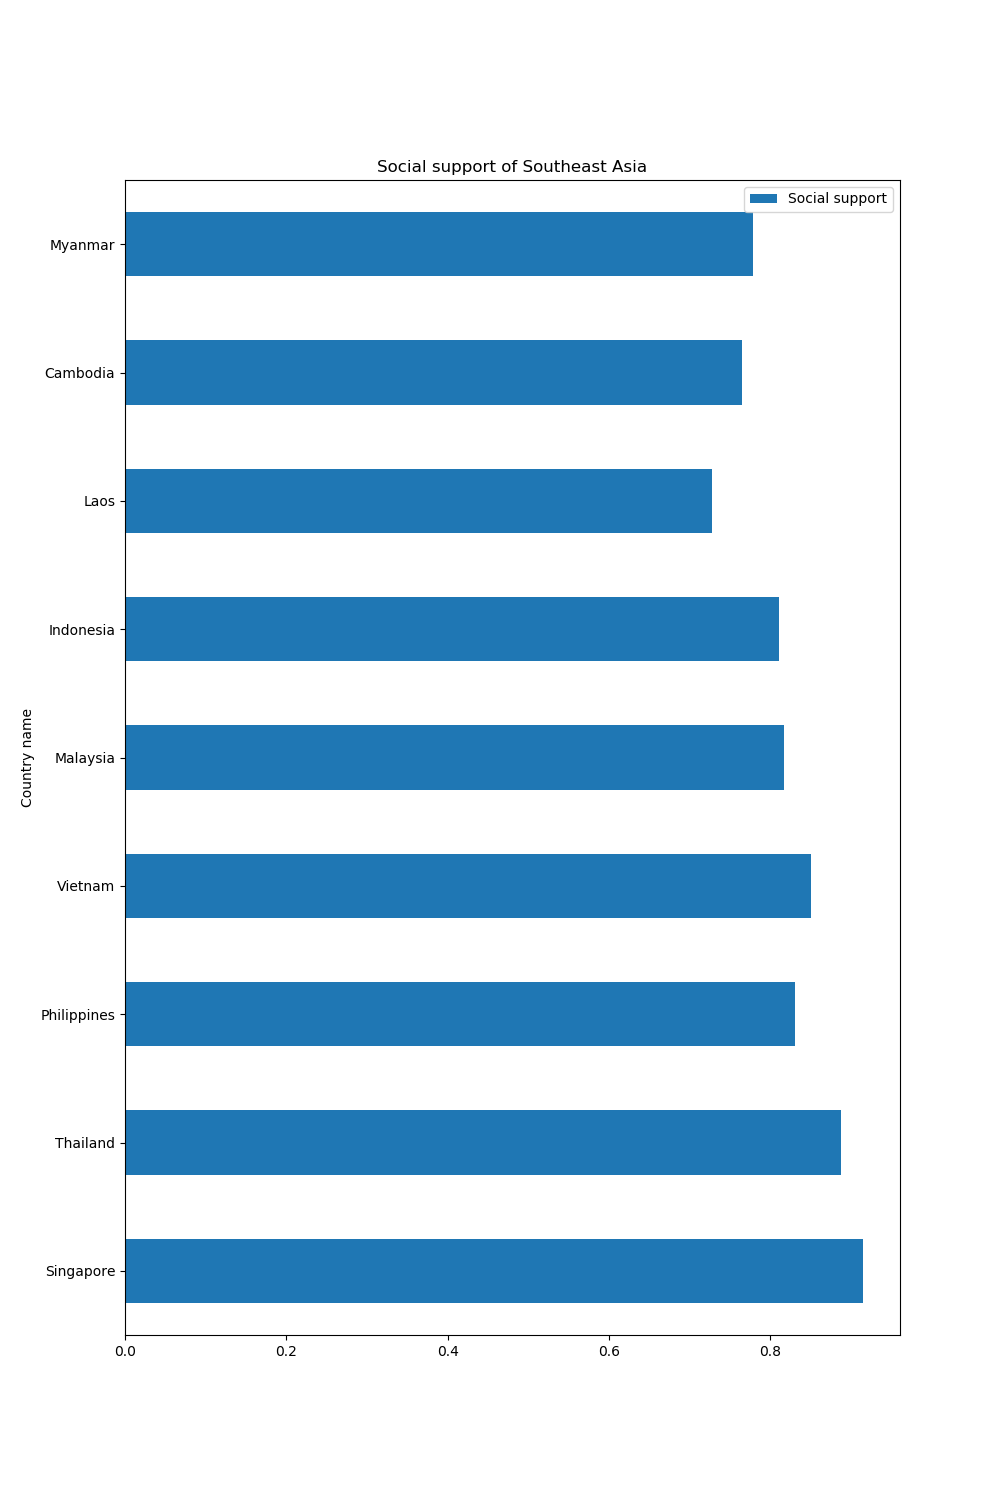 Social support of Southeast Asia
Social support
Myanmar
Cambodia
Laos
Indonesia
Malaysia
Vietnam
Philippines
Thailand
Singapore
Country name
0.0 0.2 0.4 0.6 0.8